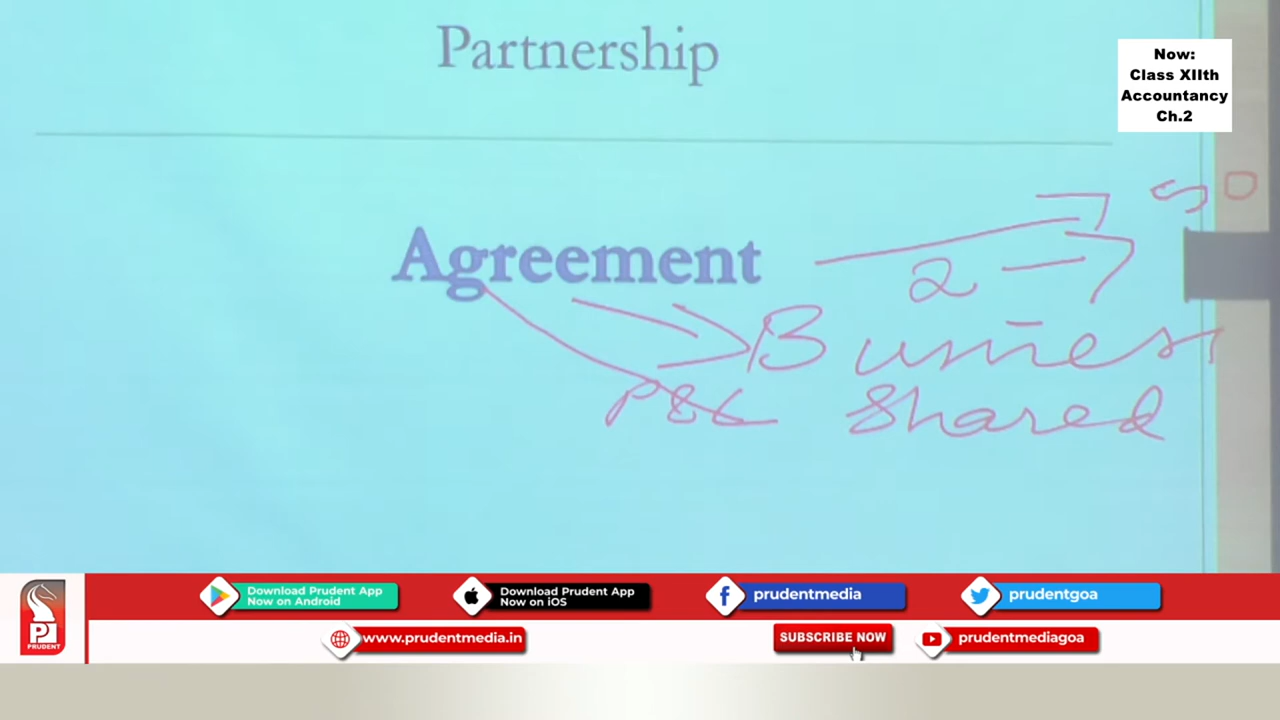 Partnership
Now:
Class XIIth
Accountancy
Ch.2
50
Agreement
2
Business
P&L Shared
Download Prudent App
Now on Android
Download Prudent App
Now on iOS
prudentmedia
prudentgoa
PRUDENT
www.prudentmedia.in
SUBSCRIBE NOW
prudentmediagoa